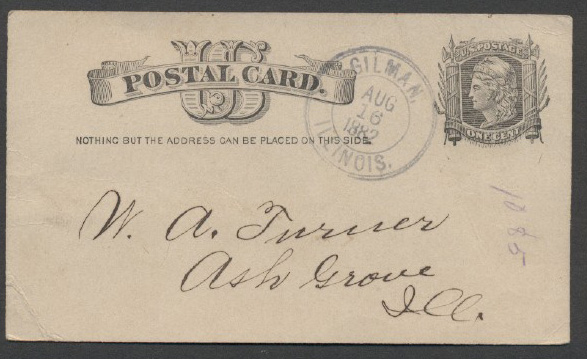 US
POSTAL CARD.
NOTHING BUT THE ADDRESS CAN BE PLACED ON THIS SIDE.
GILMAN,
AUG
16
1882
ILLINOIS.
U.S. POSTAGE
ONE CENT
W. A. Turner
Ash Grove
Ill.